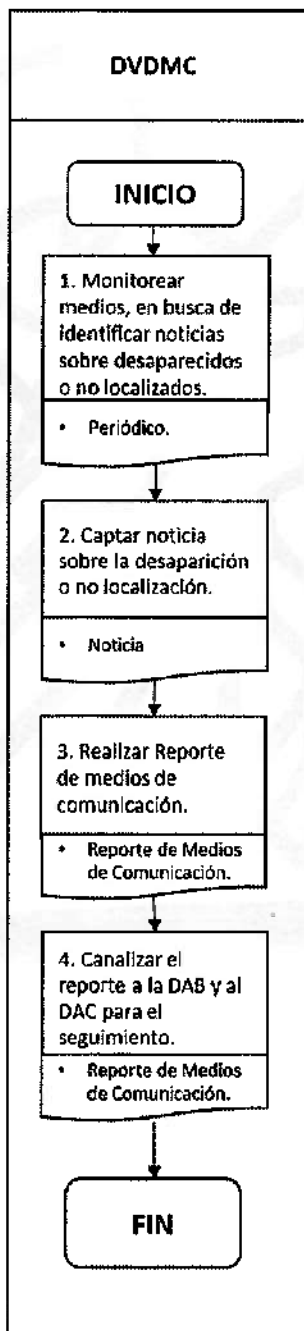 DVDMC
INICIO
1. Monitorear
medios, en busca de
identificar noticias
sobre desaparecidos
o no localizados.
• Periódico.
2. Captar noticia
sobre la desaparición
o no localización.
• Noticia
3. Realizar Reporte
de medios de
comunicación.
• Reporte de Medios
de Comunicación.
4. Canalizar el
reporte a la DAB y al
DAC para el
seguimiento.
• Reporte de Medios
de Comunicación.
FIN